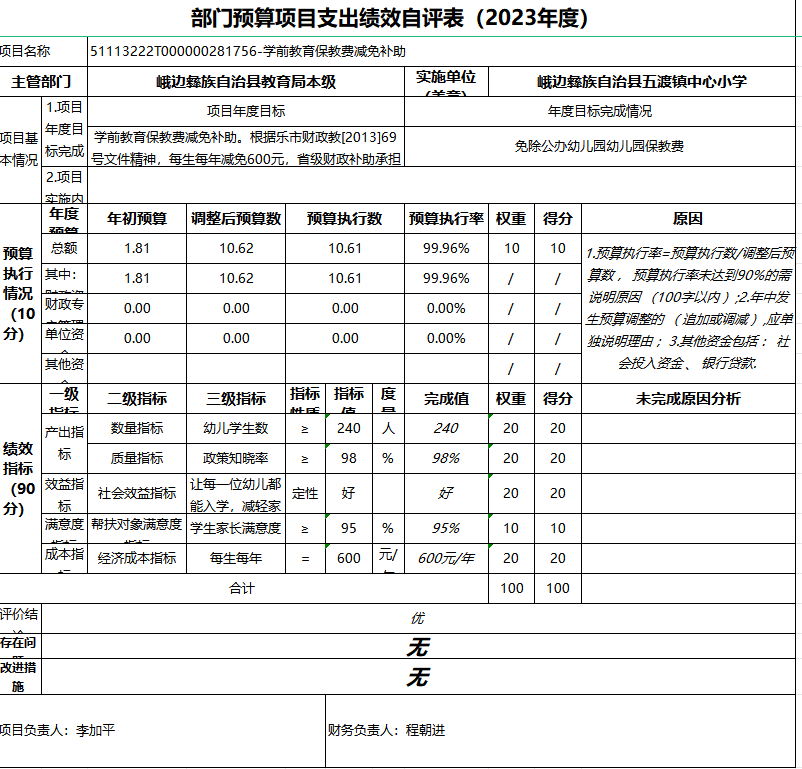 部门预算项目支出绩效自评表（2023年度）
项目名称 51113222T000000281756-学前教育保教费减免补助
主管部门 峨边彝族自治县教育局本级 实施单位 峨边彝族自治县五渡镇中心小学
项目基本情况 1.项目年度目标完成 项目年度目标 年度目标完成情况
学前教育保教费减免补助。根据乐市财政教[2013]69
号文件精神，每生每年减免600元，省级财政补助承担
免除公办幼儿园幼儿园保教费
2.项目
预算执行情况（10分） 年度 年初预算 调整后预算数 预算执行数 预算执行率 权重 得分 原因
总额 1.81 10.62 10.61 99.96% 10 10
其中: 1.81 10.62 10.61 99.96% / /
财政专 0.00 0.00 0.00 0.00% / /
单位资 0.00 0.00 0.00 0.00% / /
其他资 / /
1.预算执行率=预算执行数/调整后预
算数 ， 预算执行率未达到90%的需
说明原因 （100字以内 ）;2.年中发
生预算调整的 （追加或调减 ）,应单
独说明理由 ；3.其他资金包括 ： 社
会投入资金 、 银行贷款.
绩效指标（90分） 一级 二级指标 三级指标 指标 指标值 度 完成值 权重 得分 未完成原因分析
产出指标 数量指标 幼儿学生数 ≥ 240 人 240 20 20
质量指标 政策知晓率 ≥ 98 % 98% 20 20
效益指标 社会效益指标 让每一位幼儿都能入学，减轻家 定性 好 好 20 20
满意度 帮扶对象满意度 学生家长满意度 ≥ 95 % 95% 10 10
成本指 经济成本指标 每生每年 = 600 元/ 600元/年 20 20
合计 100 100
评价结 优
存在问 无
改进措施 无
项目负责人：李加平 财务负责人：程朝进